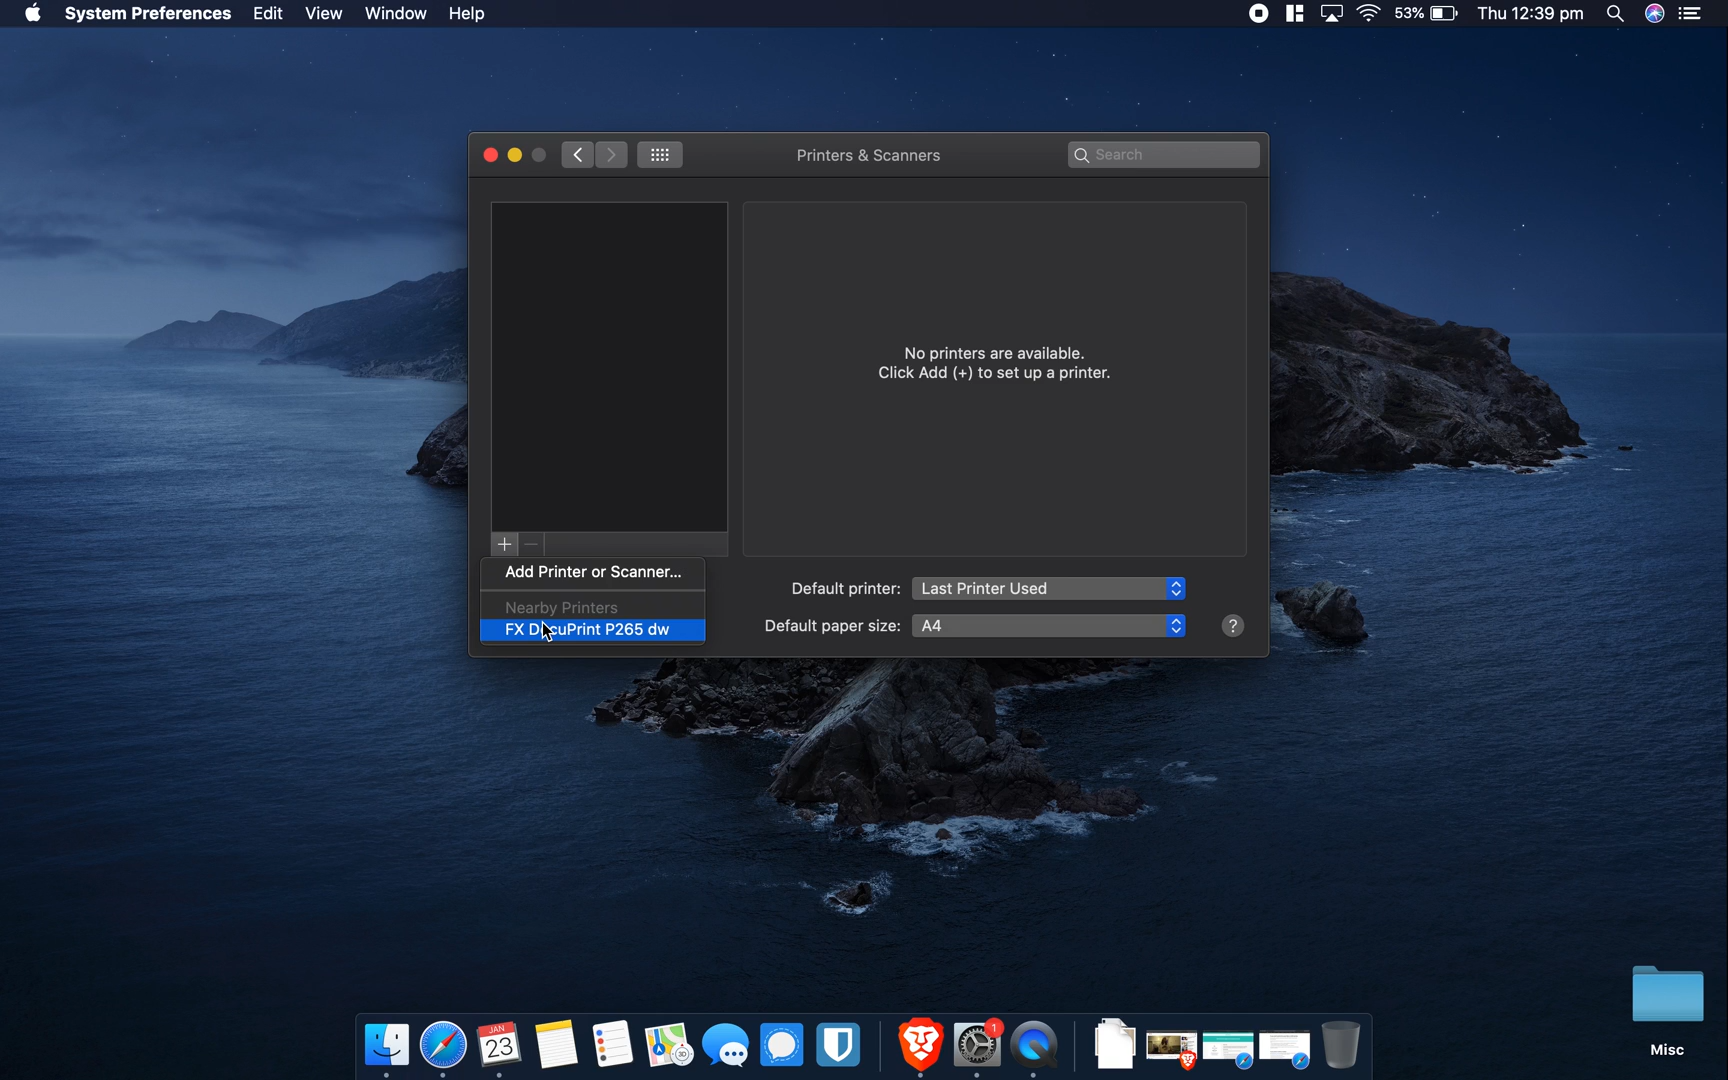 System Preferences Edit View Window Help 53% Thu 12:39 pm
Printers & Scanners Search
No printers are available.
Click Add (+) to set up a printer.
Add Printer or Scanner...
Nearby Printers
FX DocuPrint P265 dw
Default printer: Last Printer Used
Default paper size: A4 ?
Misc
JAN
23
3D
1